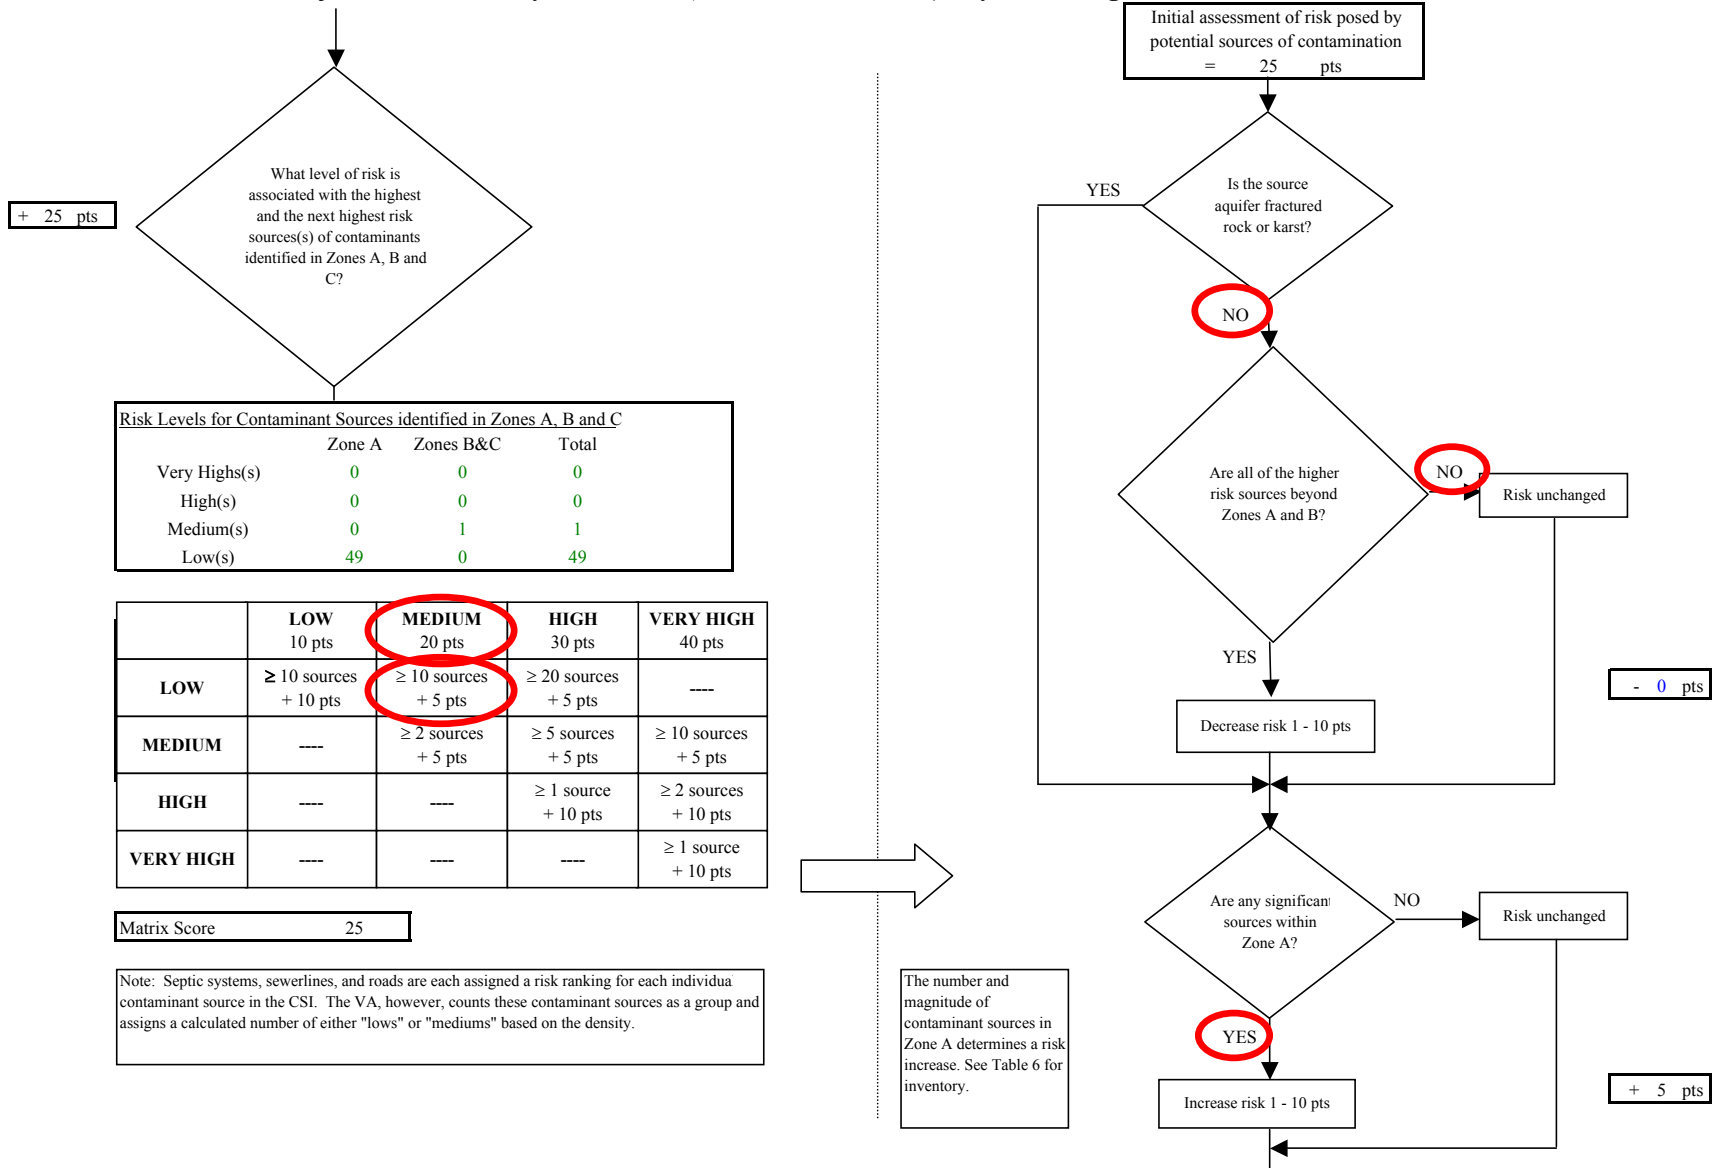 What level of risk is
associated with the highest
and the next highest risk
sources(s) of contaminants
identified in Zones A, B and
C?
+ 25 pts
Risk Levels for Contaminant Sources identified in Zones A, B and C
Zone A Zones B&C Total
Very Highs(s) 0 0 0
High(s) 0 0 0
Medium(s) 0 1 1
Low(s) 49 0 49
LOW MEDIUM HIGH VERY HIGH
10 pts 20 pts 30 pts 40 pts
LOW ≥ 10 sources ≥ 10 sources ≥ 20 sources ----
+ 10 pts + 5 pts + 5 pts
MEDIUM ---- ≥ 2 sources ≥ 5 sources ≥ 10 sources
+ 5 pts + 5 pts + 5 pts
HIGH ---- ---- ≥ 1 source ≥ 2 sources
+ 10 pts + 10 pts
VERY HIGH ---- ---- ---- ≥ 1 source
+ 10 pts
Matrix Score 25
Note: Septic systems, sewerlines, and roads are each assigned a risk ranking for each individua
contaminant source in the CSI. The VA, however, counts these contaminant sources as a group and
assigns a calculated number of either "lows" or "mediums" based on the density.
Initial assessment of risk posed by
potential sources of contamination
= 25 pts
Is the source
aquifer fractured
rock or karst?
YES
NO
Are all of the higher
risk sources beyond
Zones A and B?
NO
Risk unchanged
YES
- 0 pts
Decrease risk 1 - 10 pts
Are any significant
sources within
Zone A?
NO
Risk unchanged
The number and
magnitude of
contaminant sources in
Zone A determines a risk
increase. See Table 6 for
inventory.
YES
Increase risk 1 - 10 pts
+ 5 pts